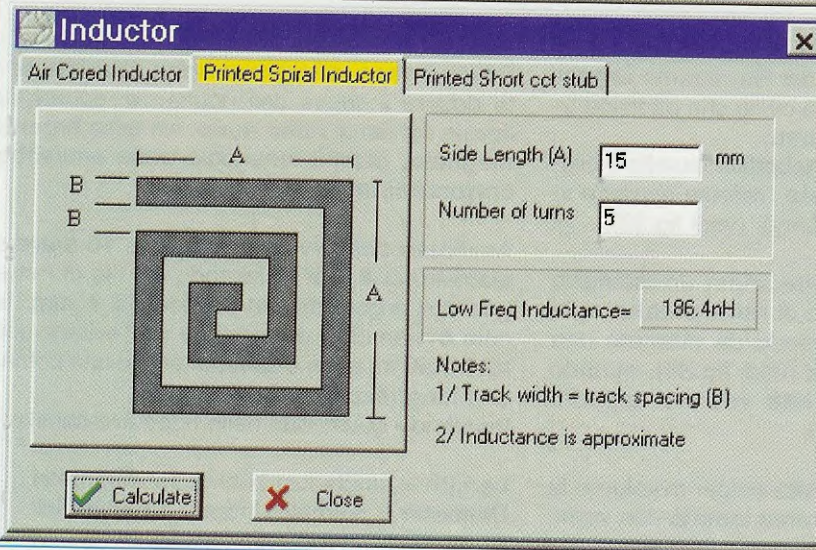 Inductor
Air Cored Inductor
Printed Spiral Inductor
Printed Short cct stub
A
B
B
A
Side Length (A) 15 mm
Number of turns 5
Low Freq Inductance= 186.4nH
Notes:
1/ Track width = track spacing (B)
2/ Inductance is approximate
Calculate
Close